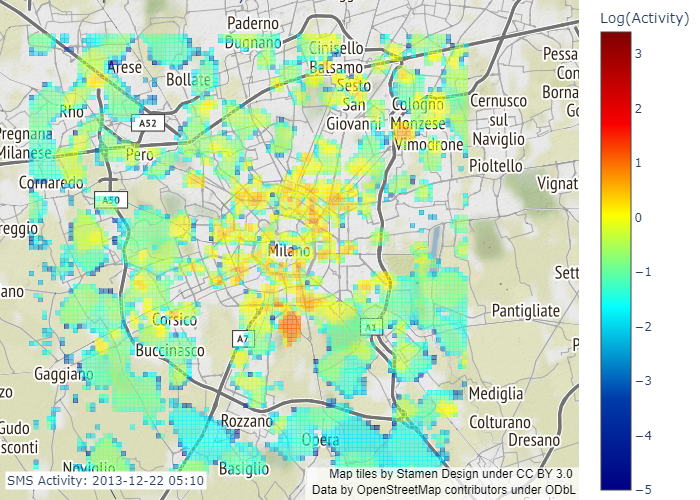 Log(Activity)
Paderno
Dugnano
Cinisello
Balsamo
Arese
Bollate
Sesto
San
Giovanni
Rho
A52
Cologno
Monzese
Cernusco
sul
Naviglio
Pessa
Con
Borna
Go
Pregnana
Milanese
Pero
Vimodrone
Pioltello
Cornaredo
A50
Vignat
reggio
Milano
Sett
ano
Corsico
A7
A1
Pantigliate
P
Buccinasco
Gaggiano
zo
Mediglia
Rozzano
Colturano
Dresano
Gudo
sconti
Opera
Noviglio
Basiglio
SMS Activity: 2013-12-22 05:10
Map tiles by Stamen Design under CC BY 3.0
Data by OpenStreetMap contributors under ODbL
3
2
1
0
−1
−2
−3
−4
−5